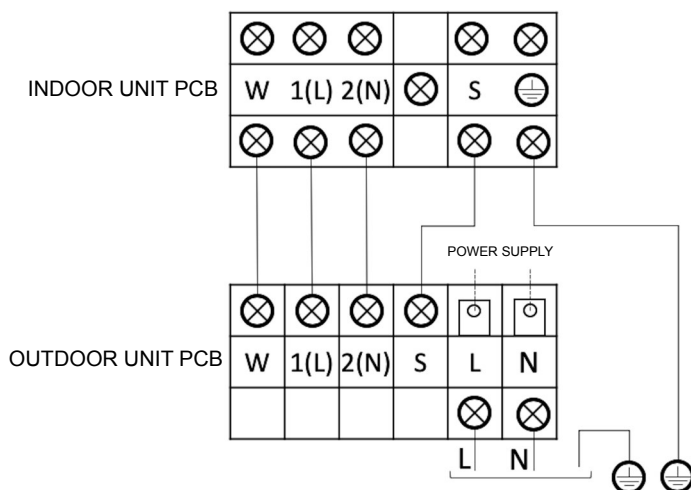 INDOOR UNIT PCB
W 1(L) 2(N) S
POWER SUPPLY
OUTDOOR UNIT PCB
W 1(L) 2(N) S L N
L N